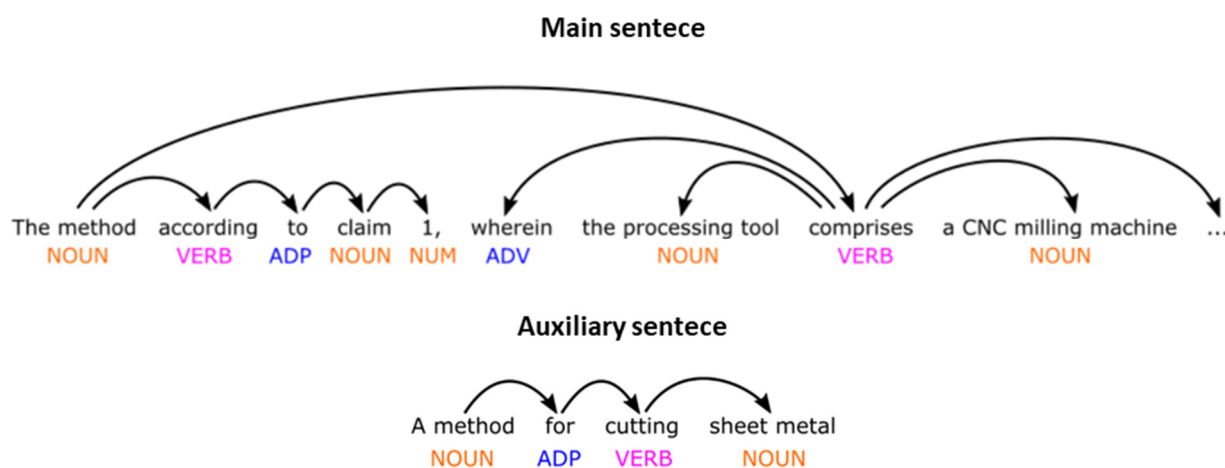 Main sentece
The method according to claim 1, wherein the processing tool comprises a CNC milling machine ...
NOUN VERB ADP NOUN NUM ADV NOUN VERB NOUN
Auxiliary sentece
A method for cutting sheet metal
NOUN ADP VERB NOUN